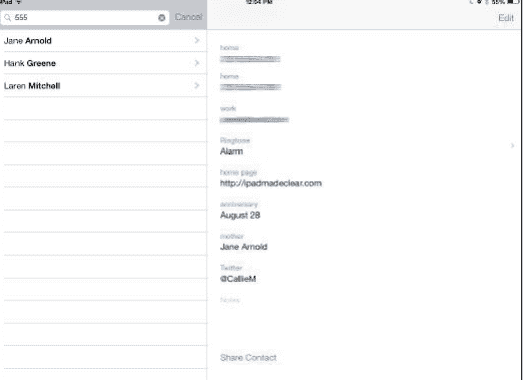 iPad
12:54 PM
55%
555
Cancel
Edit
Jane Arnold
Hank Greene
Laren Mitchell
home
home
work
Ringtone
Alarm
home page
http://ipadmadeclear.com
anniversary
August 28
mother
Jane Arnold
Twitter
@CallieM
Notes
Share Contact